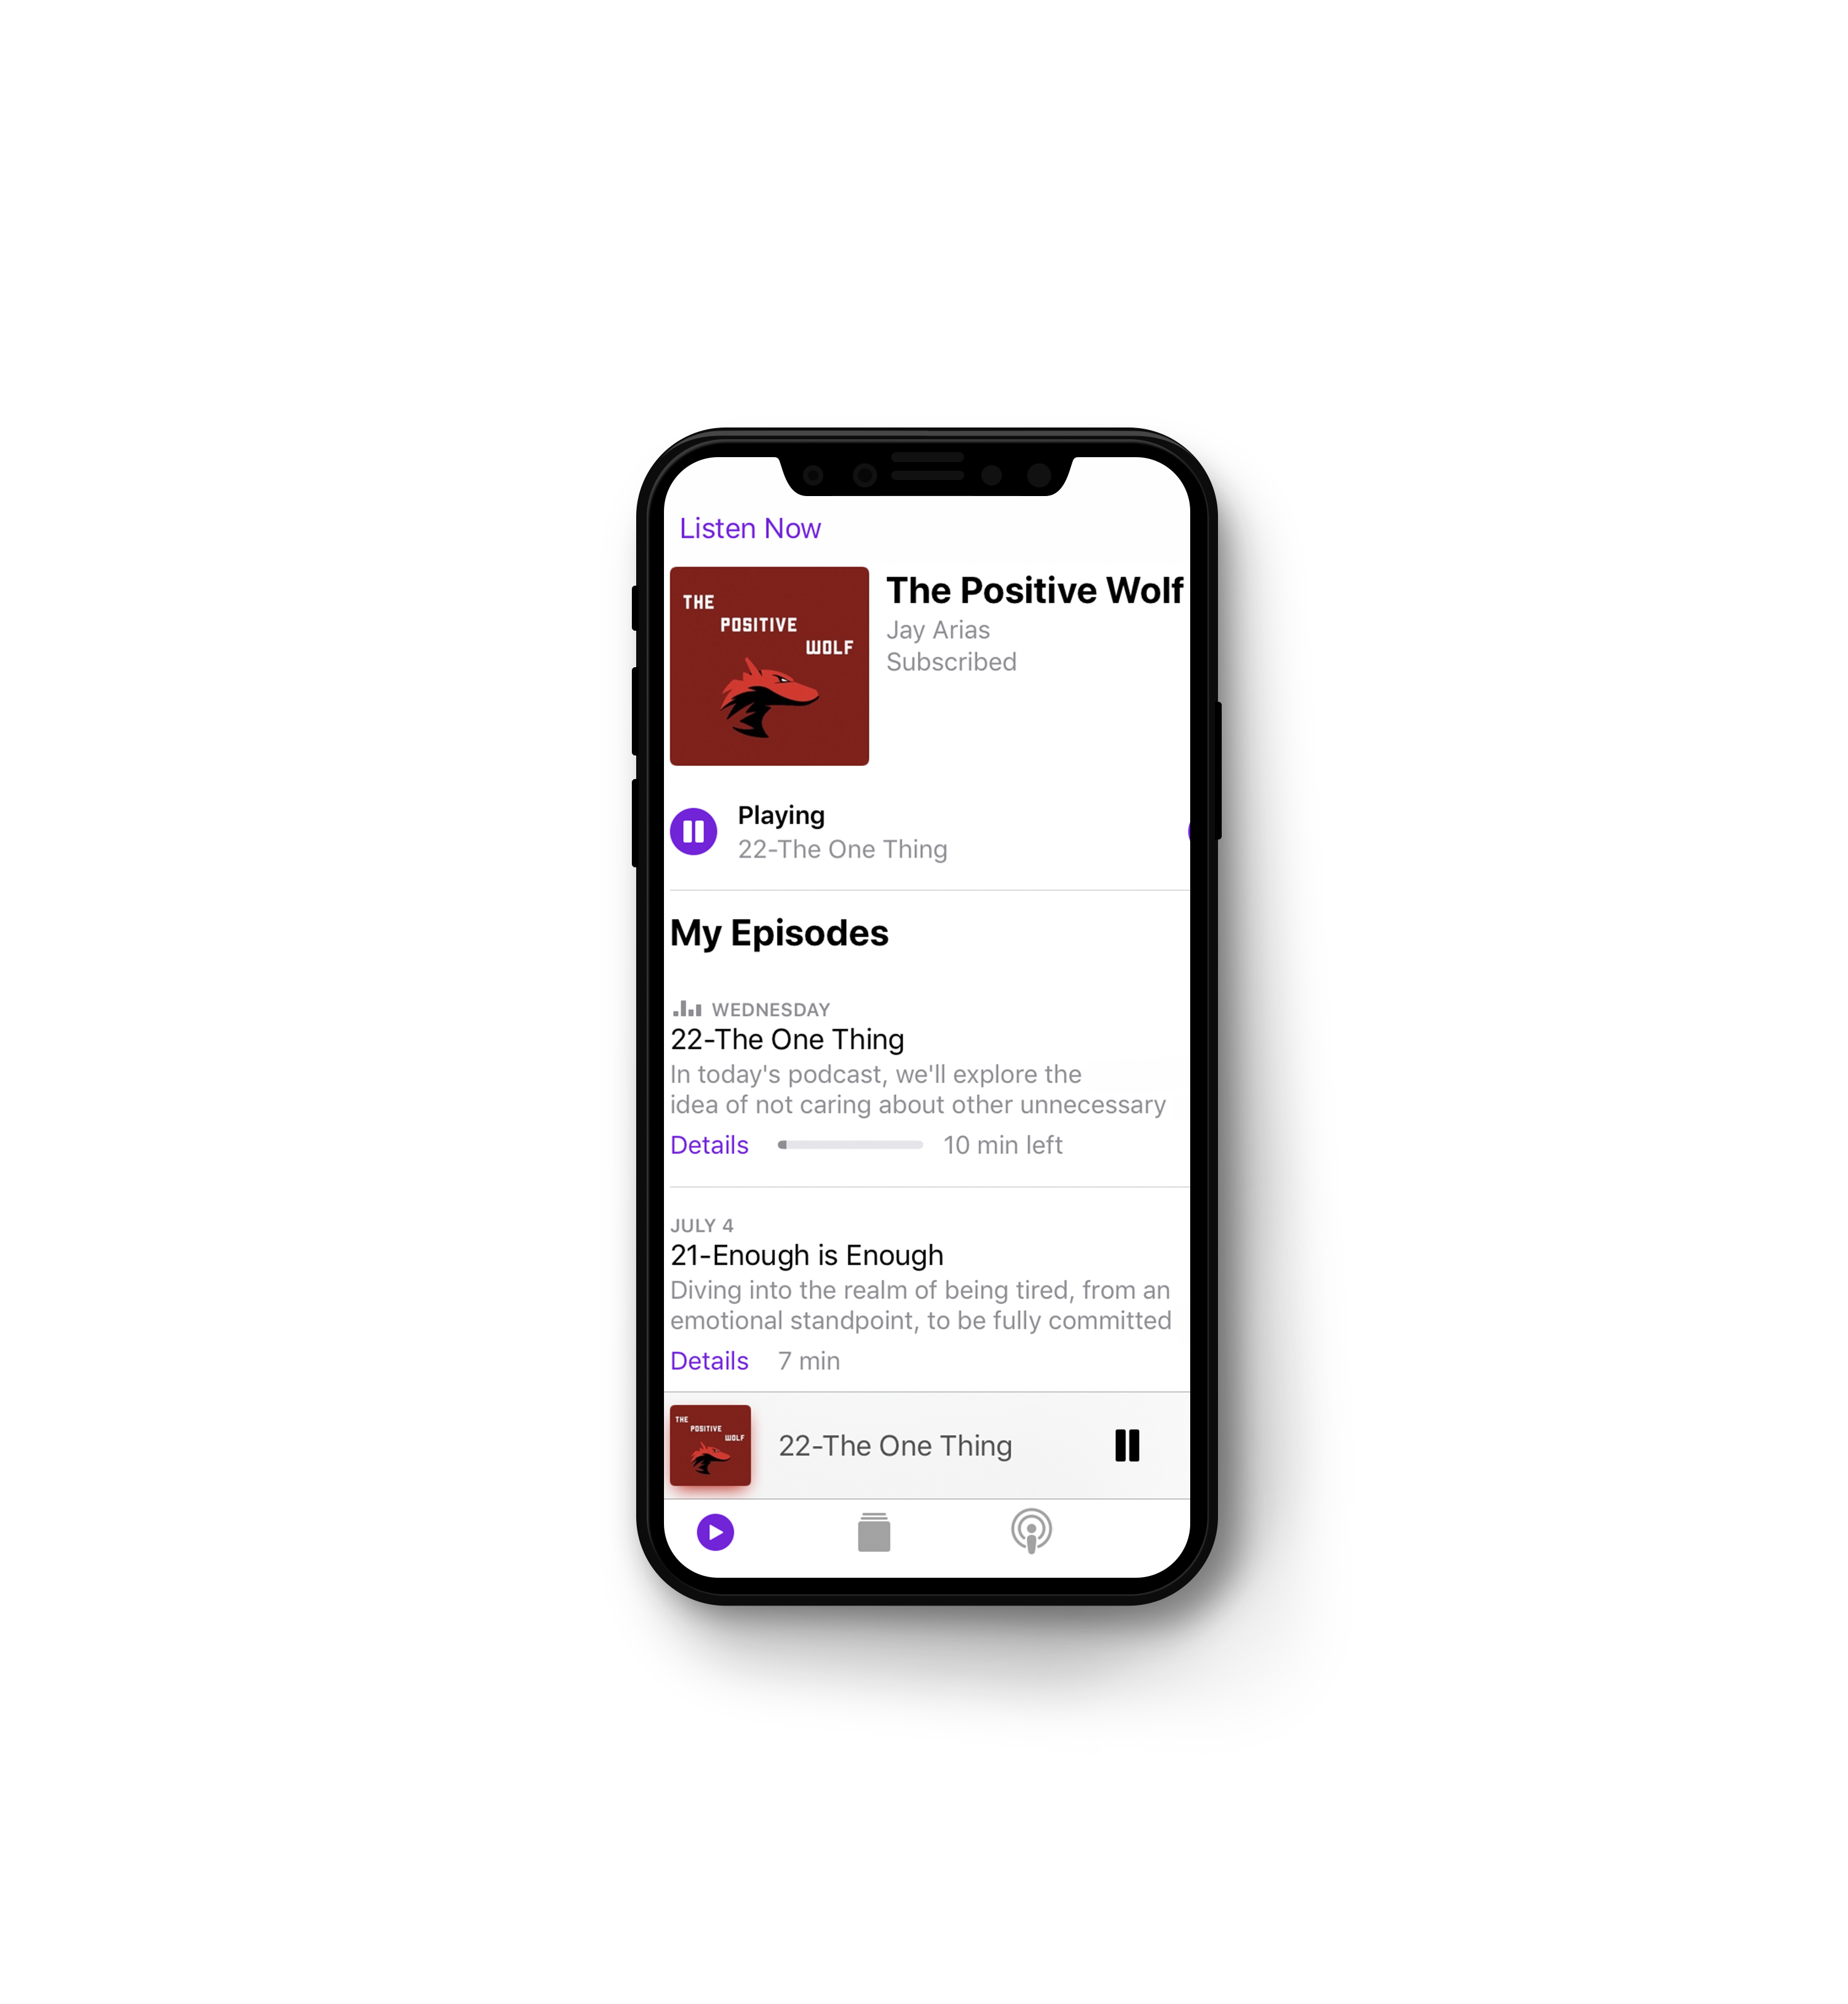 Listen Now
THE
POSITIVE
WOLF
The Positive Wolf
Jay Arias
Subscribed
Playing
22-The One Thing
My Episodes
WEDNESDAY
22-The One Thing
In today's podcast, we'll explore the
idea of not caring about other unnecessary
Details 10 min left
JULY 4
21-Enough is Enough
Diving into the realm of being tired, from an
emotional standpoint, to be fully committed
Details 7 min
THE
POSITIVE
WOLF
22-The One Thing